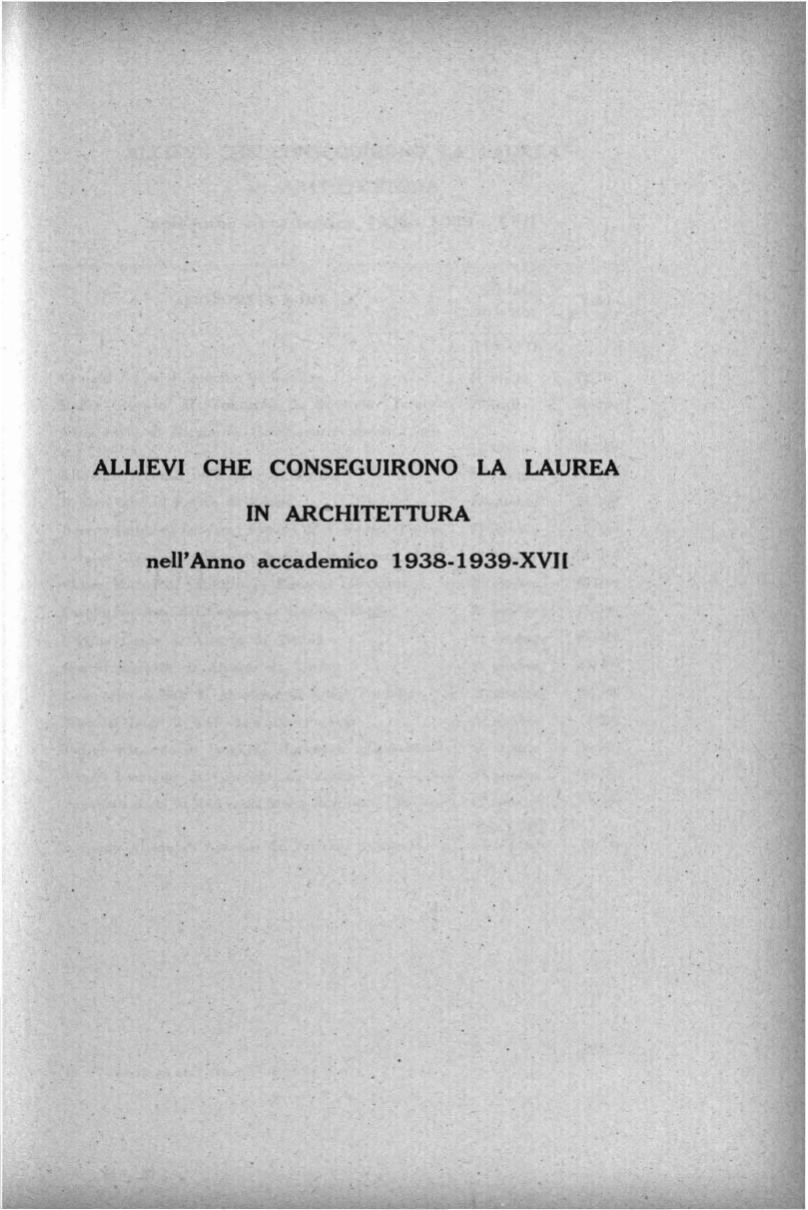 ALLIEVI CHE CONSEGUIRONO LA LAUREA
IN ARCHITETTURA
nell'Anno accademico 1938-1939-XVII